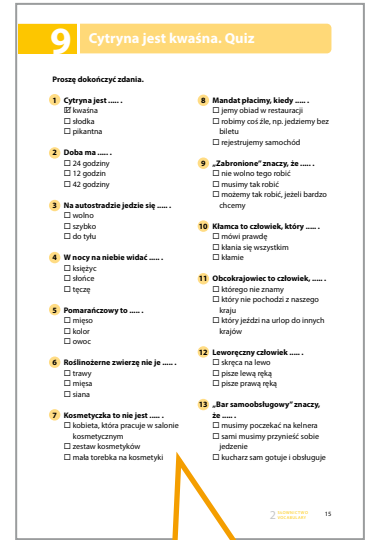 9
Cytryna jest kwaśna. Quiz
Proszę dokończyć zdania.
1 Cytryna jest ..... .
☑ kwaśna
☐ słodka
☐ pikantna
2 Doba ma ..... .
☐ 24 godziny
☐ 12 godzin
☐ 42 godziny
3 Na autostradzie jedzie się ..... .
☐ wolno
☐ szybko
☐ do tyłu
4 W nocy na niebie widać ..... .
☐ księżyc
☐ słońce
☐ tęczę
5 Pomarańczowy to ..... .
☐ mięso
☐ kolor
☐ owoc
6 Roślinożerne zwierzę nie je ..... .
☐ trawy
☐ mięsa
☐ siana
7 Kosmetyczka to nie jest ..... .
☐ kobieta, która pracuje w salonie
kosmetycznym
☐ zestaw kosmetyków
☐ mała torebka na kosmetyki
8 Mandat płacimy, kiedy ..... .
☐ jemy obiad w restauracji
☐ robimy coś źle, np. jedziemy bez
biletu
☐ rejestrujemy samochód
9 „Zabronione” znaczy, że ..... .
☐ nie wolno tego robić
☐ musimy tak robić
☐ możemy tak robić, jeżeli bardzo
chcemy
10 Kłamca to człowiek, który ..... .
☐ mówi prawdę
☐ kłania się wszystkim
☐ kłamie
11 Obcokrajowiec to człowiek, ..... .
☐ którego nie znamy
☐ który nie pochodzi z naszego
kraju
☐ który jeździ na urlop do innych
krajów
12 Leworęczny człowiek ..... .
☐ skręca na lewo
☐ pisze lewą ręką
☐ pisze prawą ręką
13 „Bar samoobsługowy” znaczy,
że ..... .
☐ musimy poczekać na kelnera
☐ sami musimy przynieść sobie
jedzenie
☐ kucharz sam gotuje i obsługuje
2 SŁOWNICTWO
VOCABULARY
15